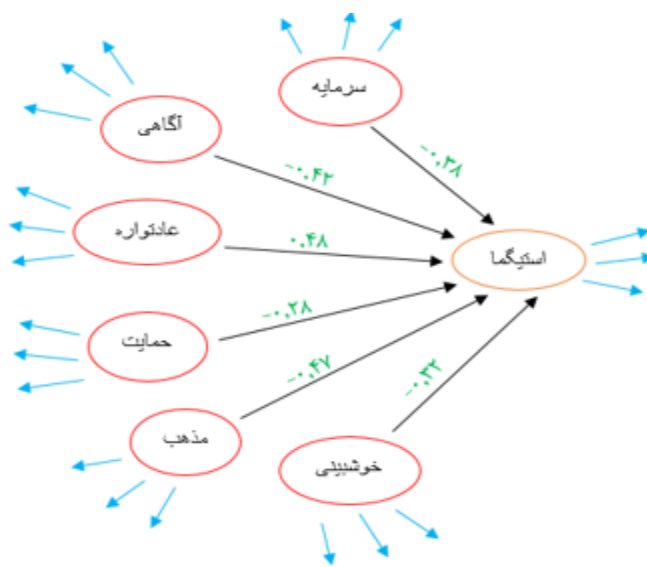 سرمایه
-۰.۳۸
آگاهی
-۰.۴۲
عادتواره
۰.۴۸
استیگما
حمایت
-۰.۲۸
مذهب
-۰.۴۷
خوشبینی
-۰.۳۲